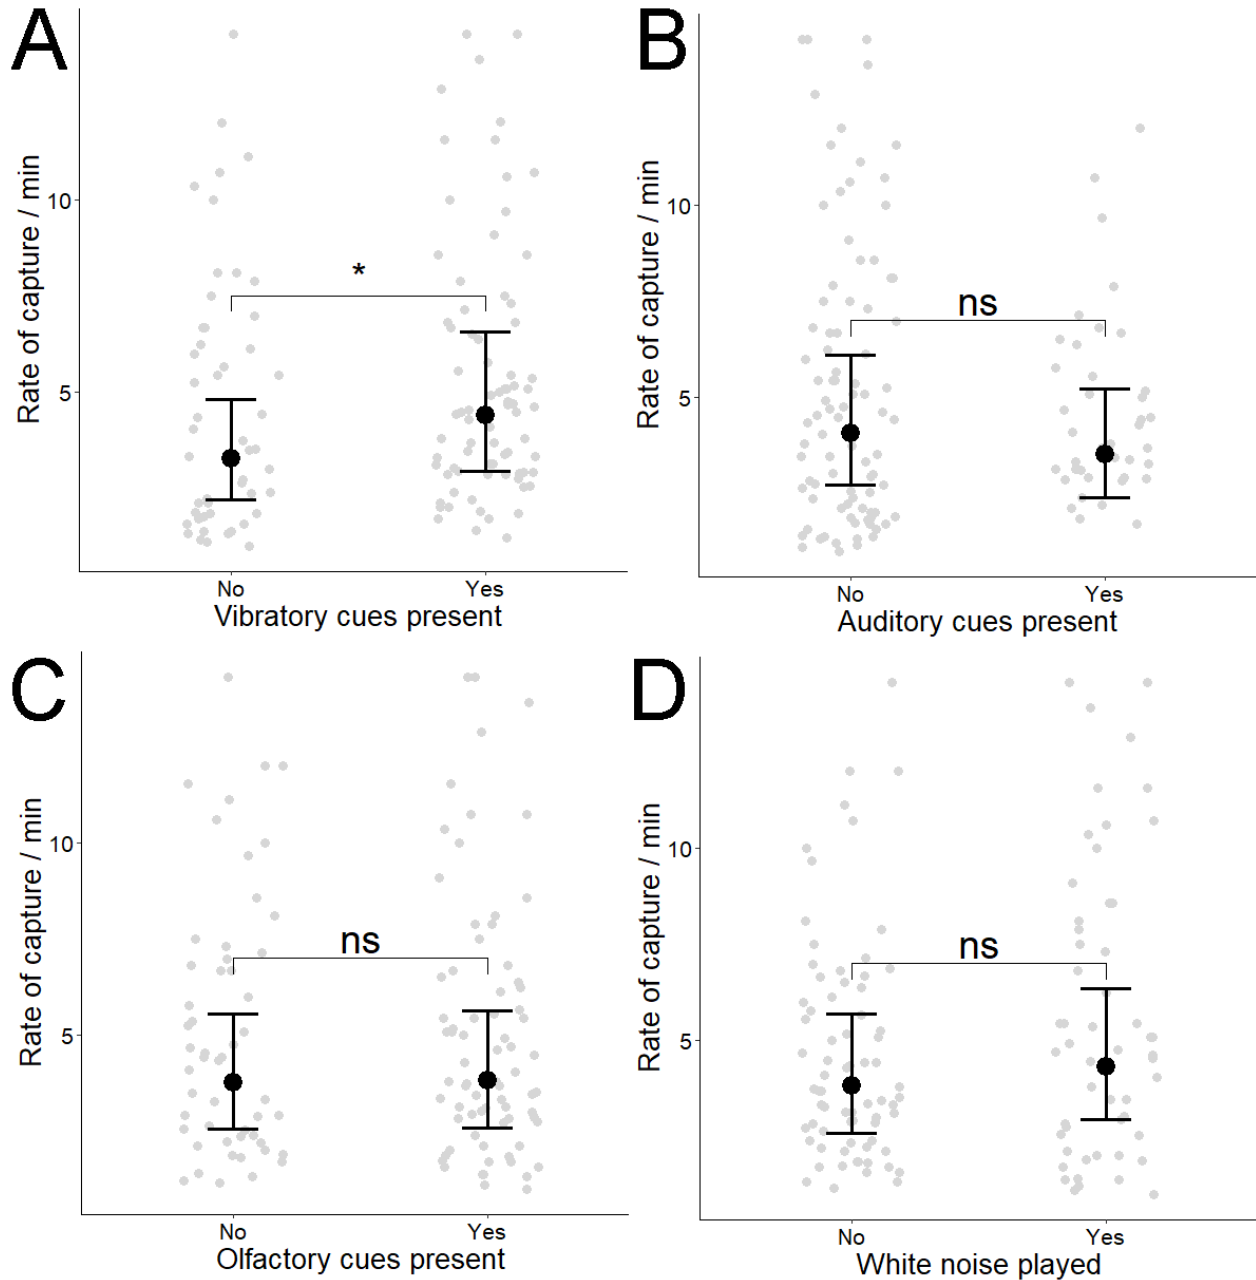 A
Rate of capture / min
10
5
*
No
Yes
Vibratory cues present
B
Rate of capture / min
10
5
ns
No
Yes
Auditory cues present
C
Rate of capture / min
10
5
ns
No
Yes
Olfactory cues present
D
Rate of capture / min
10
5
ns
No
Yes
White noise played